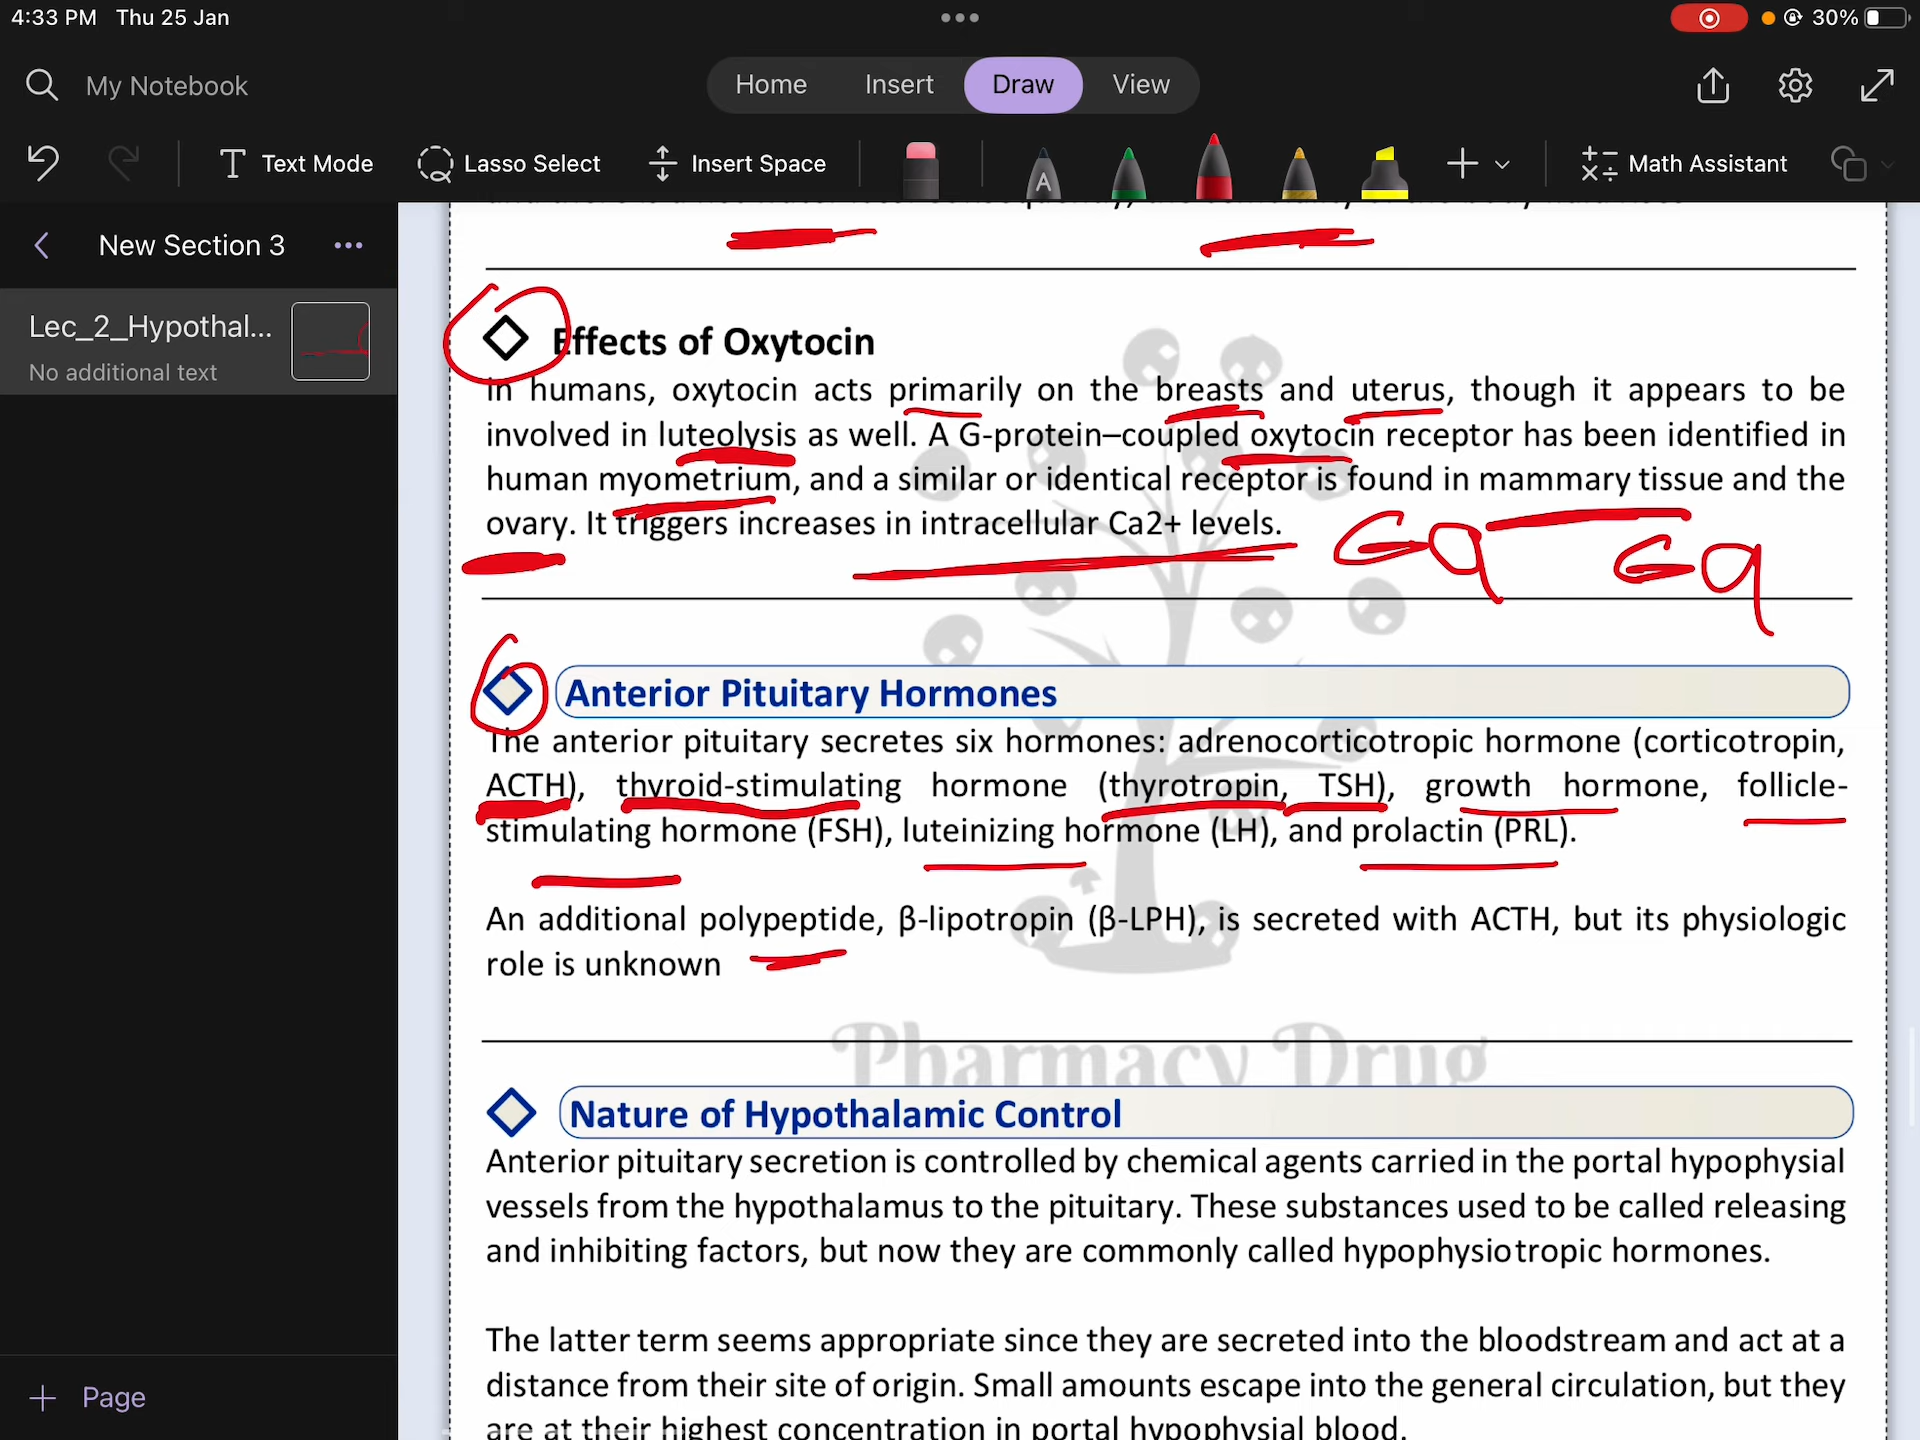 4:33 PM Thu 25 Jan
30%
My Notebook
Home Insert Draw View
Text Mode Lasso Select Insert Space A Math Assistant
New Section 3
Lec_2_Hypothal...
No additional text
Effects of Oxytocin
In humans, oxytocin acts primarily on the breasts and uterus, though it appears to be
involved in luteolysis as well. A G-protein–coupled oxytocin receptor has been identified in
human myometrium, and a similar or identical receptor is found in mammary tissue and the
ovary. It triggers increases in intracellular Ca2+ levels.
Gq Gq
Anterior Pituitary Hormones
The anterior pituitary secretes six hormones: adrenocorticotropic hormone (corticotropin,
ACTH), thyroid-stimulating hormone (thyrotropin, TSH), growth hormone, follicle-
stimulating hormone (FSH), luteinizing hormone (LH), and prolactin (PRL).
An additional polypeptide, β-lipotropin (β-LPH), is secreted with ACTH, but its physiologic
role is unknown
Pharmacy Drug
Nature of Hypothalamic Control
Anterior pituitary secretion is controlled by chemical agents carried in the portal hypophysial
vessels from the hypothalamus to the pituitary. These substances used to be called releasing
and inhibiting factors, but now they are commonly called hypophysiotropic hormones.
The latter term seems appropriate since they are secreted into the bloodstream and act at a
distance from their site of origin. Small amounts escape into the general circulation, but they
are at their highest concentration in portal hypophysial blood.
Page